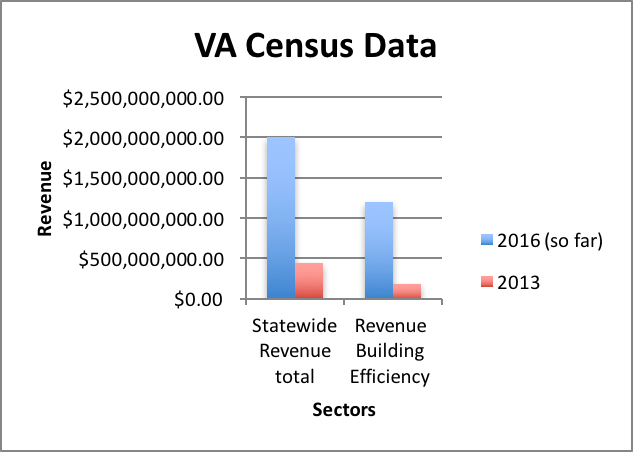 VA Census Data
$2,500,000,000.00
$2,000,000,000.00
$1,500,000,000.00
$1,000,000,000.00
$500,000,000.00
$0.00
Revenue
2016 (so far)
2013
Statewide
Revenue
total
Revenue
Building
Efficiency
Sectors